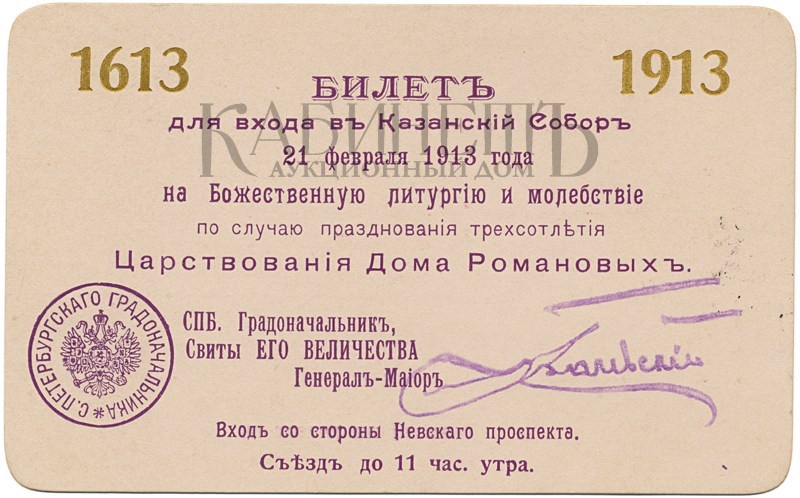 1613
1913
БИЛЕТЪ
для входа въ Казанскій Соборъ
21 февраля 1913 года
на Божественную литургію и молебствіе
по случаю празднованія трехсотлѣтія
Царствованія Дома Романовыхъ.
СПБ. Градоначальникъ,
Свиты ЕГО ВЕЛИЧЕСТВА
Генералъ-Маіоръ
С.ПЕТЕРБУРГСКАГО ГРАДОНАЧАЛЬНИКА
Входъ со стороны Невскаго проспекта.
Съѣздъ до 11 час. утра.
КАБИНЕТЪ
АУКЦИОННЫЙ ДОМ